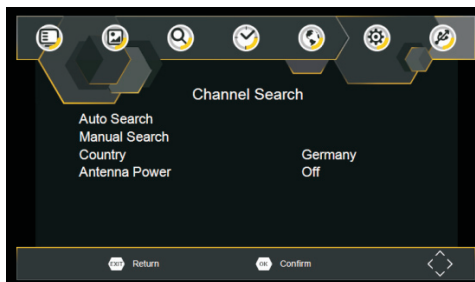 Channel Search
Auto Search
Manual Search
Country Germany
Antenna Power Off
EXIT Return OK Confirm